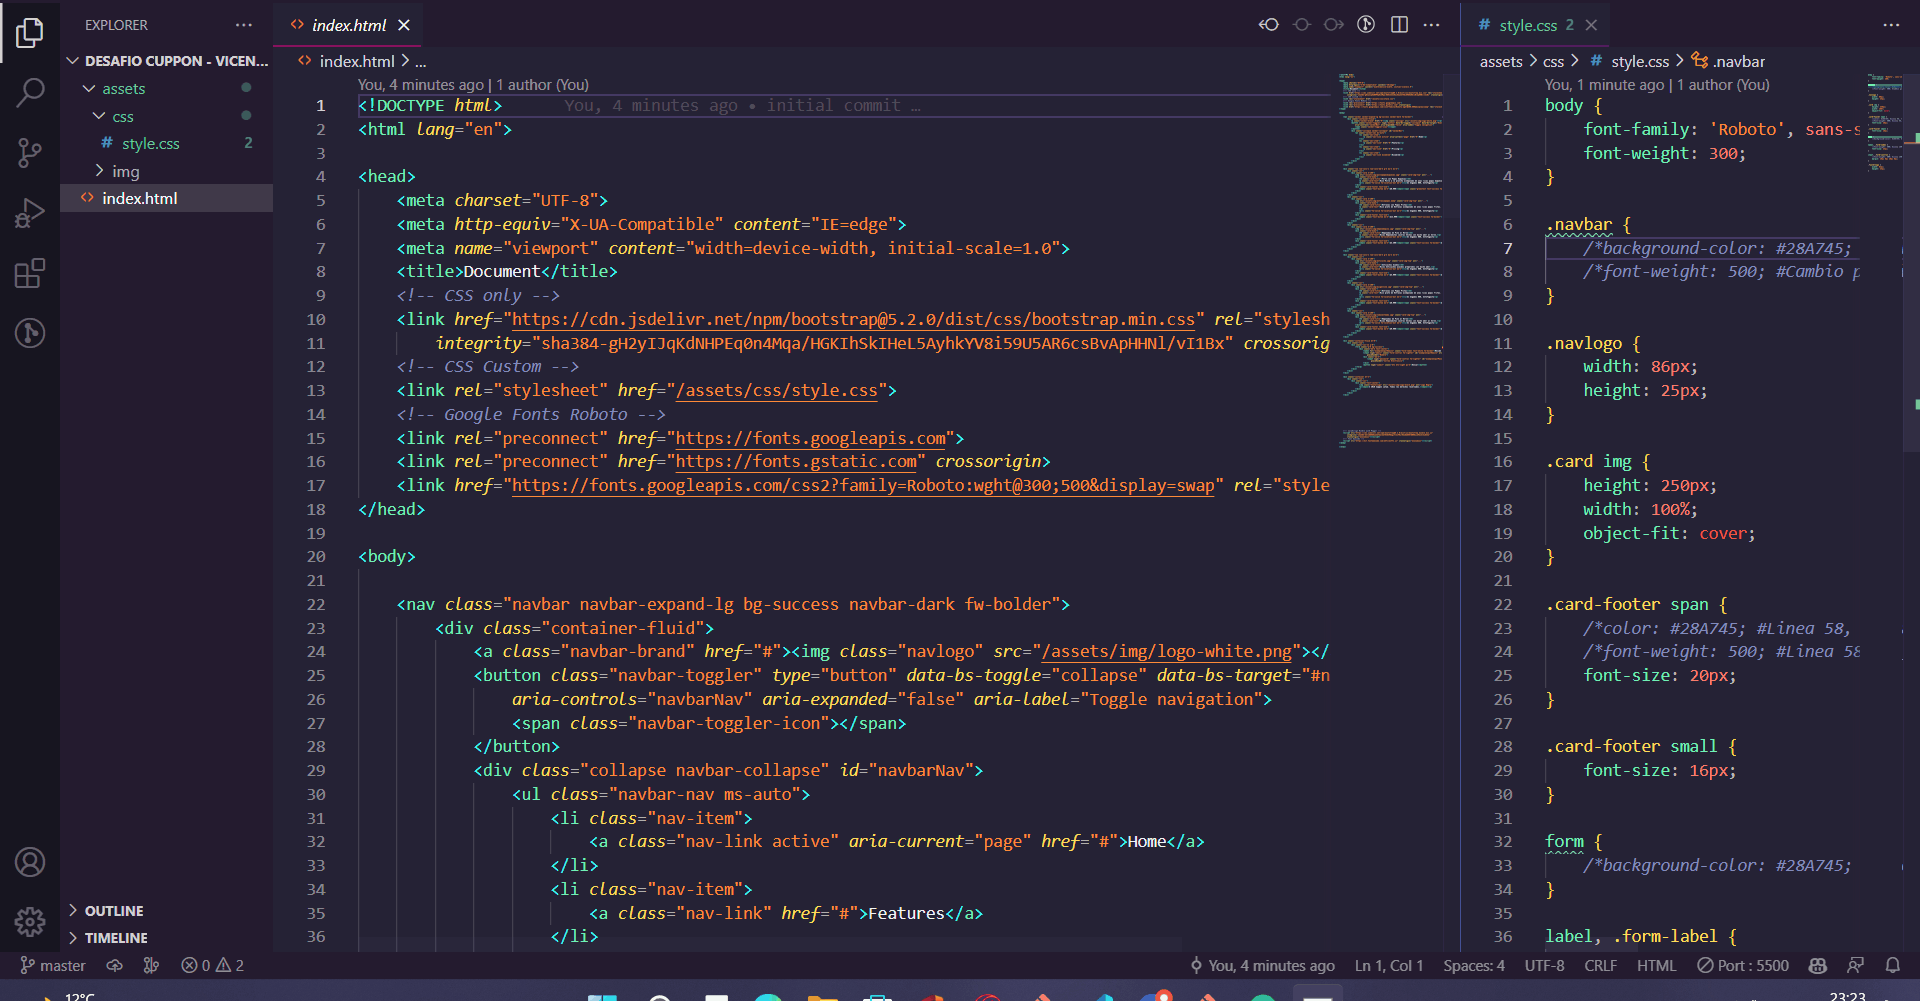 EXPLORER
DESAFIO CUPPON - VICEN...
assets
css
# style.css 2
img
<> index.html
OUTLINE
TIMELINE
<> index.html
<> index.html > ...
You, 4 minutes ago | 1 author (You)
1 <!DOCTYPE html> You, 4 minutes ago • initial commit …
2 <html lang="en">
3
4 <head>
5 <meta charset="UTF-8">
6 <meta http-equiv="X-UA-Compatible" content="IE=edge">
7 <meta name="viewport" content="width=device-width, initial-scale=1.0">
8 <title>Document</title>
9 <!-- CSS only -->
10 <link href="https://cdn.jsdelivr.net/npm/bootstrap@5.2.0/dist/css/bootstrap.min.css" rel="stylesh
11 integrity="sha384-gH2yIJqKdNHPEq0n4Mqa/HGKIhSkIHeL5AyhkYV8i59U5AR6csBvApHHNl/vI1Bx" crossorig
12 <!-- CSS Custom -->
13 <link rel="stylesheet" href="/assets/css/style.css">
14 <!-- Google Fonts Roboto -->
15 <link rel="preconnect" href="https://fonts.googleapis.com">
16 <link rel="preconnect" href="https://fonts.gstatic.com" crossorigin>
17 <link href="https://fonts.googleapis.com/css2?family=Roboto:wght@300;500&display=swap" rel="style
18 </head>
19
20 <body>
21
22 <nav class="navbar navbar-expand-lg bg-success navbar-dark fw-bolder">
23 <div class="container-fluid">
24 <a class="navbar-brand" href="#"><img class="navlogo" src="/assets/img/logo-white.png"></
25 <button class="navbar-toggler" type="button" data-bs-toggle="collapse" data-bs-target="#n
26 aria-controls="navbarNav" aria-expanded="false" aria-label="Toggle navigation">
27 <span class="navbar-toggler-icon"></span>
28 </button>
29 <div class="collapse navbar-collapse" id="navbarNav">
30 <ul class="navbar-nav ms-auto">
31 <li class="nav-item">
32 <a class="nav-link active" aria-current="page" href="#">Home</a>
33 </li>
34 <li class="nav-item">
35 <a class="nav-link" href="#">Features</a>
36 </li>
# style.css 2
assets > css > # style.css > .navbar
You, 1 minute ago | 1 author (You)
1 body {
2 font-family: 'Roboto', sans-s
3 font-weight: 300;
4 }
5
6 .navbar {
7 /*background-color: #28A745;
8 /*font-weight: 500; #Cambio p
9 }
10
11 .navlogo {
12 width: 86px;
13 height: 25px;
14 }
15
16 .card img {
17 height: 250px;
18 width: 100%;
19 object-fit: cover;
20 }
21
22 .card-footer span {
23 /*color: #28A745; #Linea 58,
24 /*font-weight: 500; #Linea 58
25 font-size: 20px;
26 }
27
28 .card-footer small {
29 font-size: 16px;
30 }
31
32 form {
33 /*background-color: #28A745;
34 }
35
36 label, .form-label {
master 0 2 You, 4 minutes ago Ln 1, Col 1 Spaces: 4 UTF-8 CRLF HTML Port : 5500
12°C 23:23